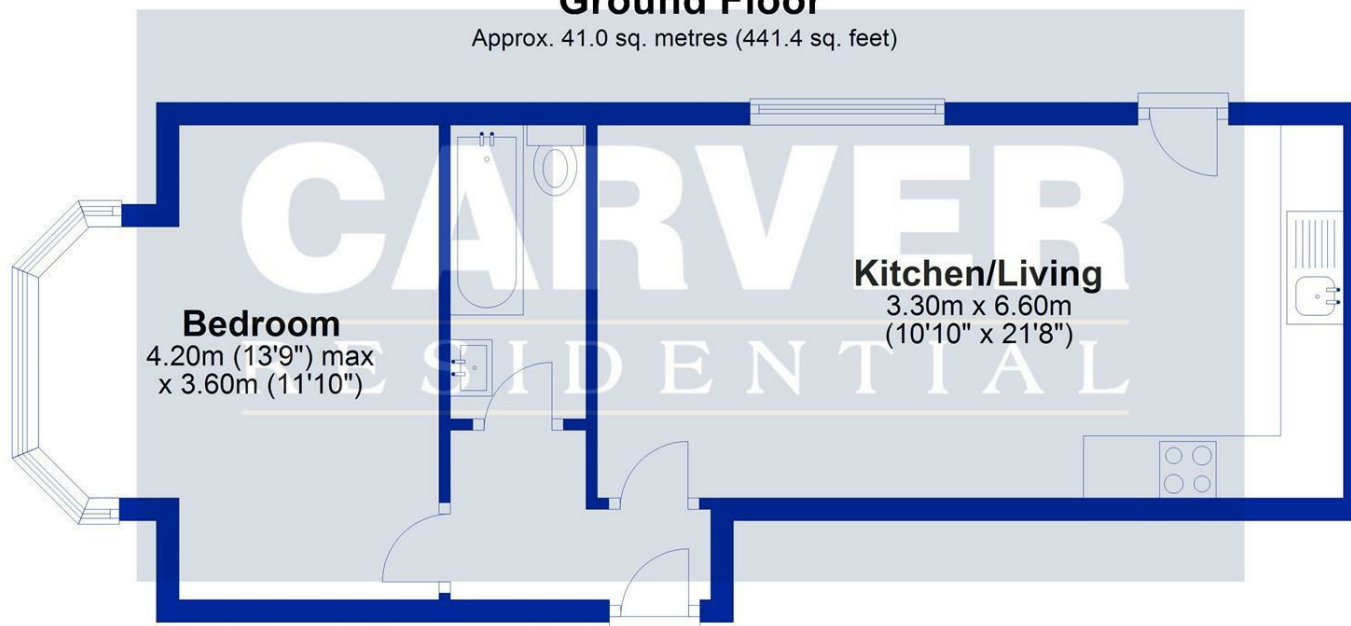 Ground Floor
Approx. 41.0 sq. metres (441.4 sq. feet)
CARVER
RESIDENTIAL
Kitchen/Living
3.30m x 6.60m
(10'10" x 21'8")
Bedroom
4.20m (13'9") max
x 3.60m (11'10")